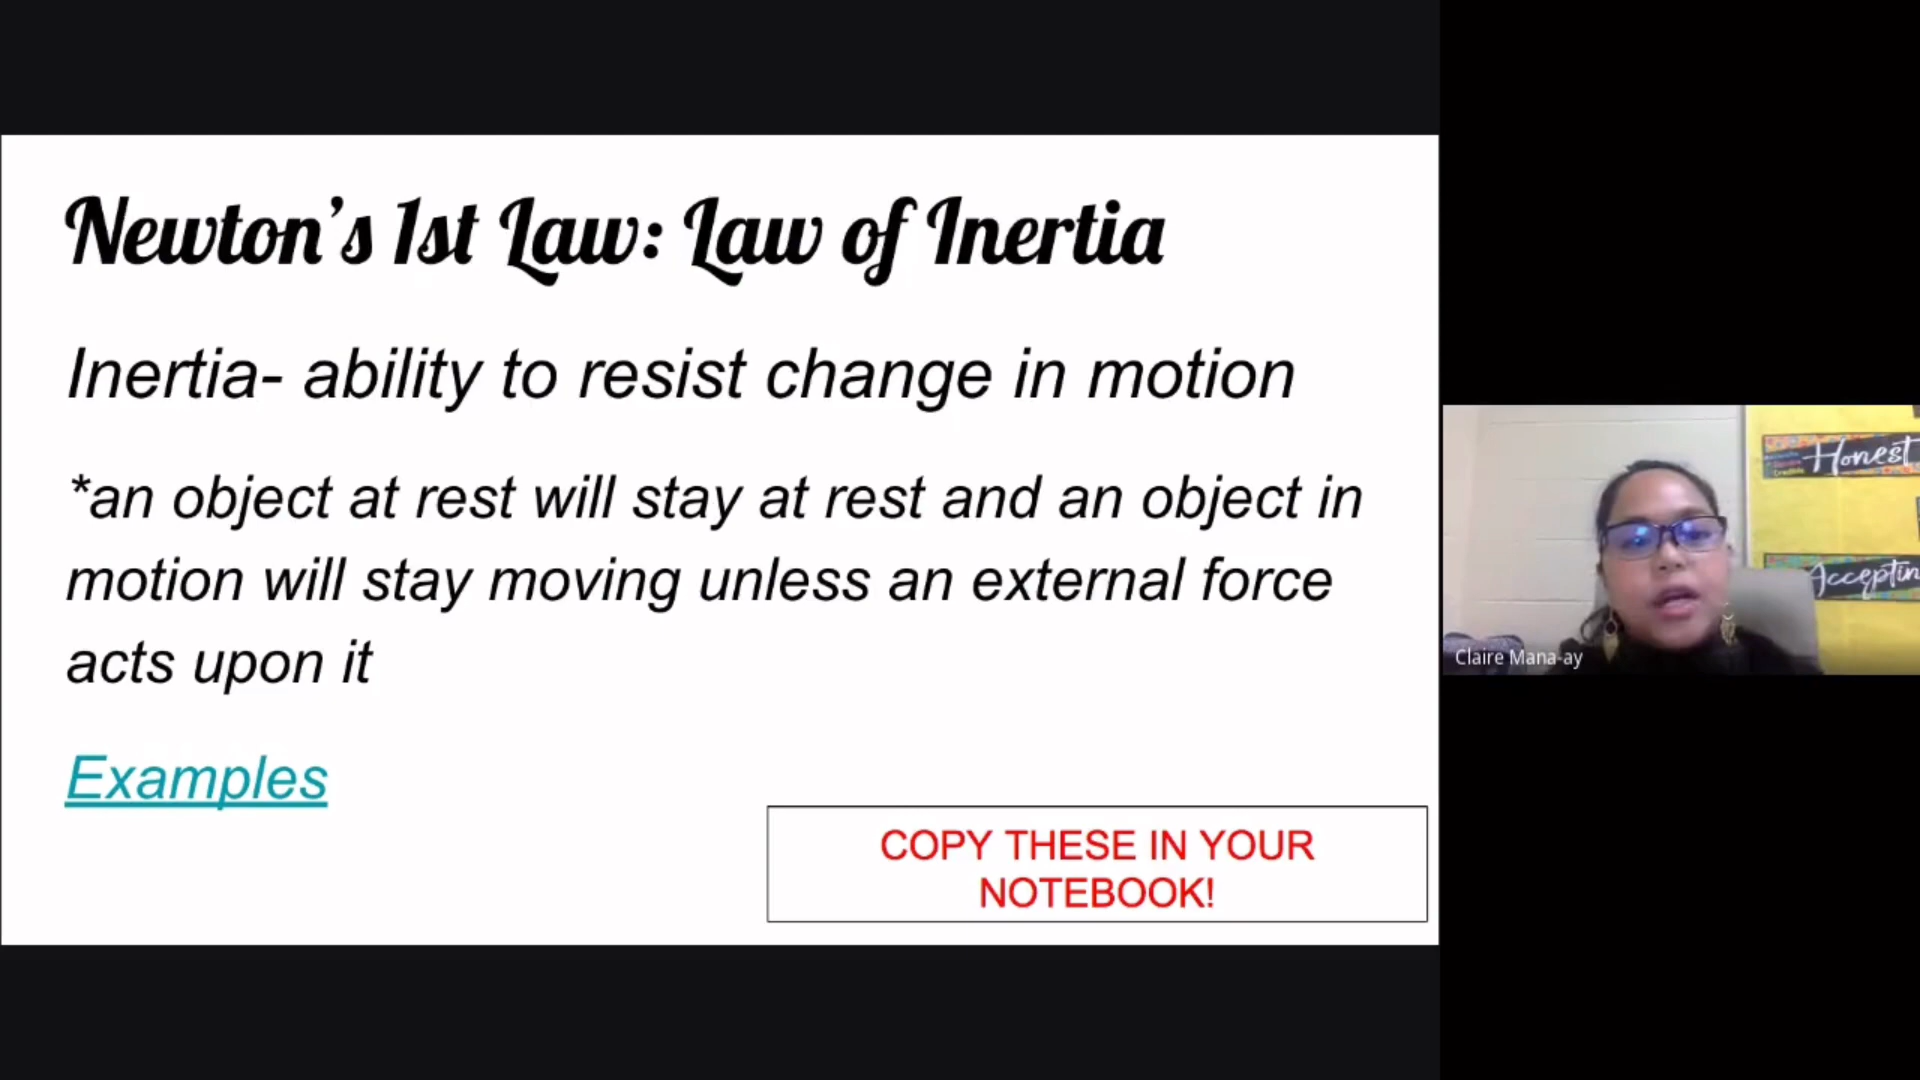 Newton's 1st Law: Law of Inertia
Inertia- ability to resist change in motion
*an object at rest will stay at rest and an object in
motion will stay moving unless an external force
acts upon it
Examples
COPY THESE IN YOUR
NOTEBOOK!
Honest
Acceptin
Claire Mana-ay